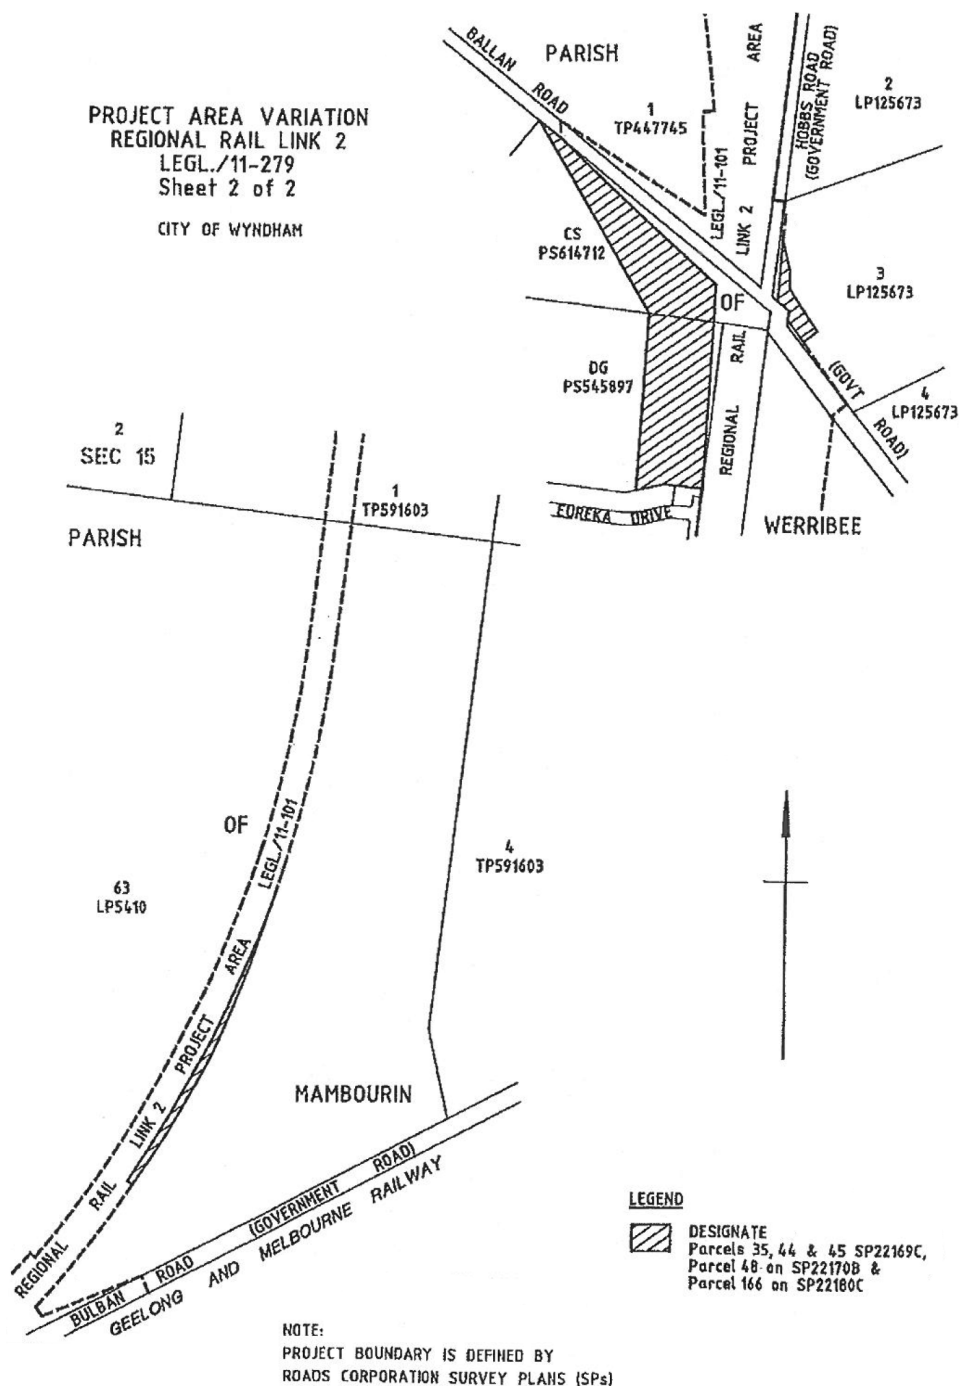 PROJECT AREA VARIATION
REGIONAL RAIL LINK 2
LEGL./11-279
Sheet 2 of 2
CITY OF WYNDHAM
BALLAN ROAD
PARISH
1
TP447745
LEGL./11-101
LINK 2 PROJECT AREA
HOBBS ROAD
(GOVERNMENT ROAD)
2
LP125673
CS
PS614712
OF
3
LP125673
DG
PS545897
REGIONAL RAIL
(GOVT ROAD)
4
LP125673
EUREKA DRIVE
WERRIBEE
2
SEC 15
1
TP591603
PARISH
OF
LEGL./11-101
63
LP5410
4
TP591603
REGIONAL RAIL LINK 2 PROJECT AREA
MAMBOURIN
BULBAN ROAD (GOVERNMENT ROAD)
GEELONG AND MELBOURNE RAILWAY
LEGEND
DESIGNATE
Parcels 35, 44 & 45 SP22169C,
Parcel 48 on SP22170B &
Parcel 166 on SP22180C
NOTE:
PROJECT BOUNDARY IS DEFINED BY
ROADS CORPORATION SURVEY PLANS (SPs)